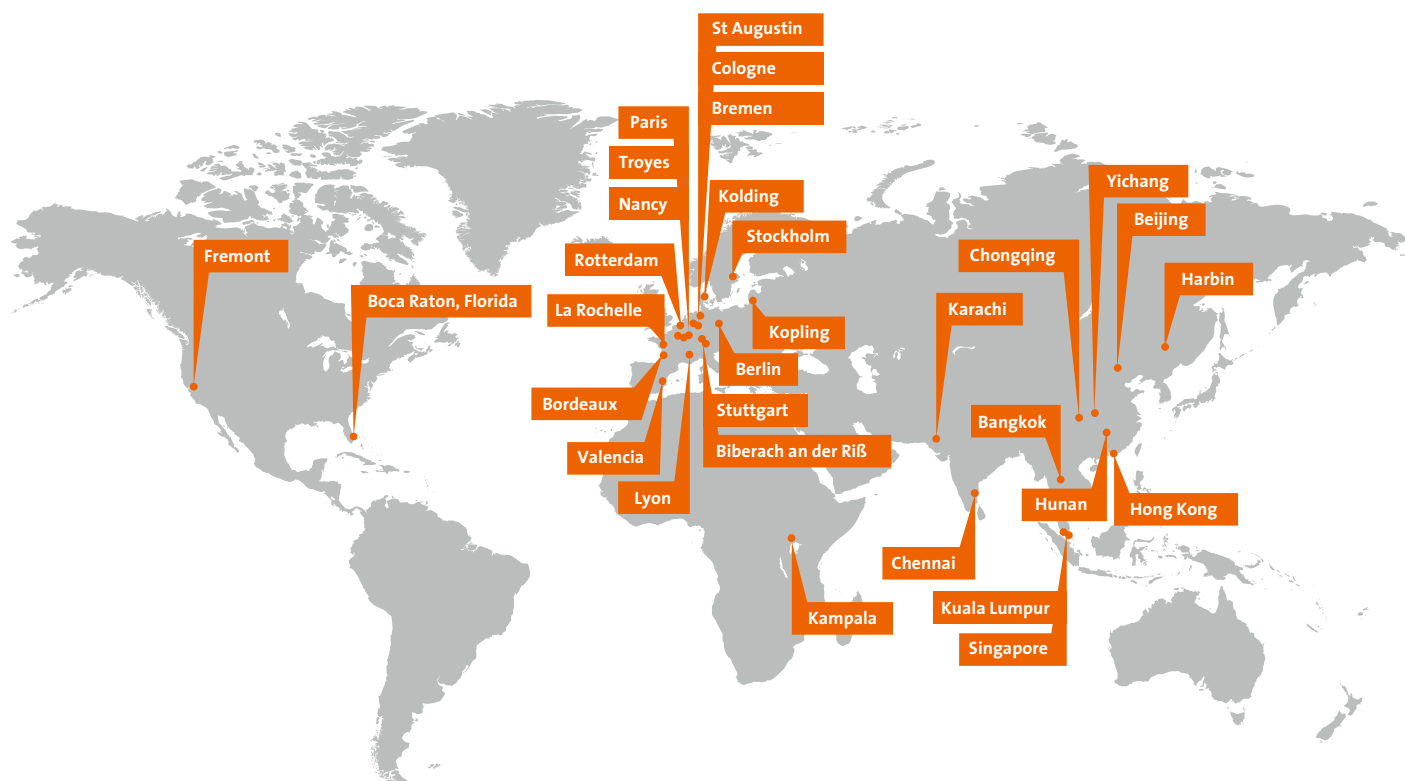 St Augustin
Cologne
Bremen
Paris
Troyes
Nancy
Kolding
Stockholm
Rotterdam
La Rochelle
Fremont
Boca Raton, Florida
Yichang
Beijing
Chongqing
Harbin
Karachi
Kopling
Berlin
Bordeaux
Stuttgart
Valencia
Biberach an der Riß
Lyon
Bangkok
Hunan
Hong Kong
Chennai
Kampala
Kuala Lumpur
Singapore